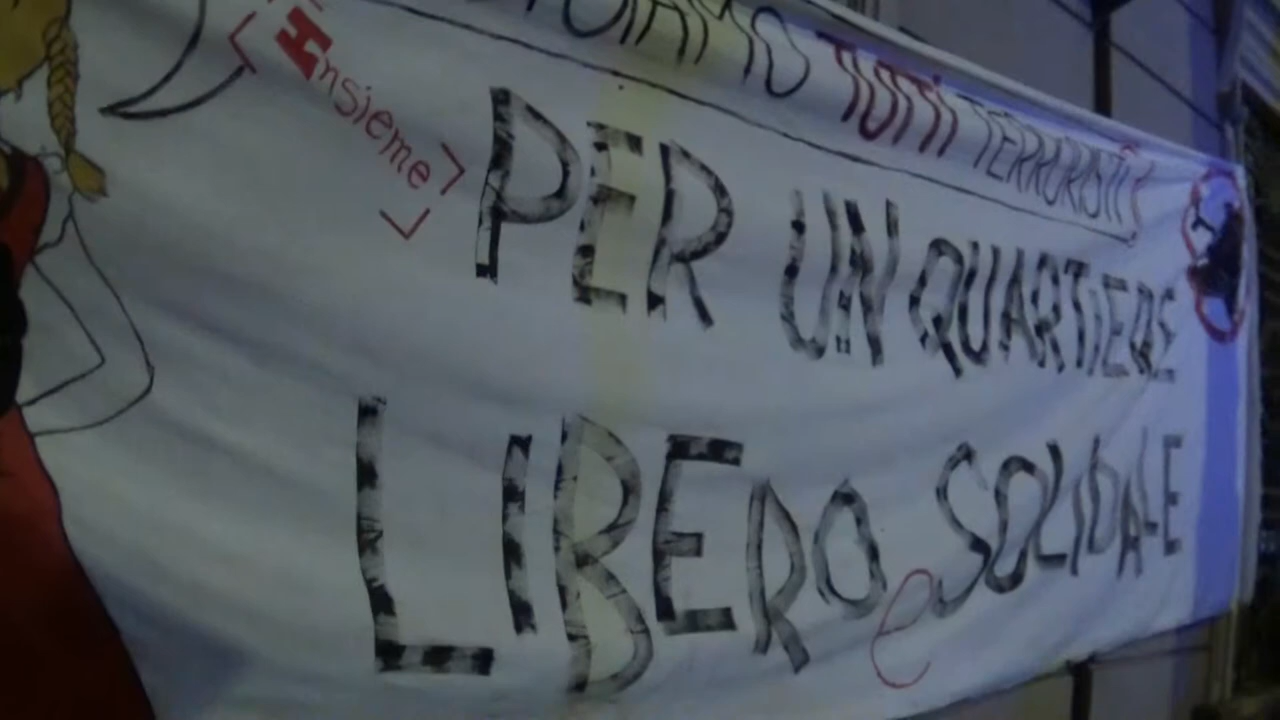 TUTTI TERRORISTI
Insieme
PER UN QUARTIERE
LIBERO e SOLIDALE